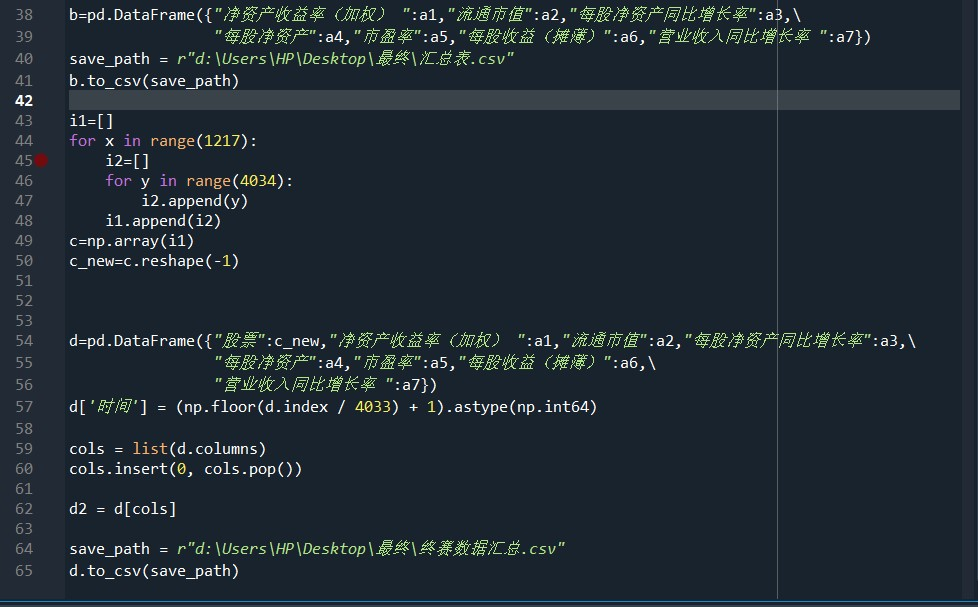 38 b=pd.DataFrame({"净资产收益率（加权） ":a1,"流通市值":a2,"每股净资产同比增长率":a3,\
39 "每股净资产":a4,"市盈率":a5,"每股收益（摊薄）":a6,"营业收入同比增长率 ":a7})
40 save_path = r"d:\Users\HP\Desktop\最终\汇总表.csv"
41 b.to_csv(save_path)
42
43 i1=[]
44 for x in range(1217):
45     i2=[]
46     for y in range(4034):
47         i2.append(y)
48     i1.append(i2)
49 c=np.array(i1)
50 c_new=c.reshape(-1)
51
52
53
54 d=pd.DataFrame({"股票":c_new,"净资产收益率（加权） ":a1,"流通市值":a2,"每股净资产同比增长率":a3,\
55 "每股净资产":a4,"市盈率":a5,"每股收益（摊薄）":a6,\
56 "营业收入同比增长率 ":a7})
57 d['时间'] = (np.floor(d.index / 4033) + 1).astype(np.int64)
58
59 cols = list(d.columns)
60 cols.insert(0, cols.pop())
61
62 d2 = d[cols]
63
64 save_path = r"d:\Users\HP\Desktop\最终\终赛数据汇总.csv"
65 d.to_csv(save_path)